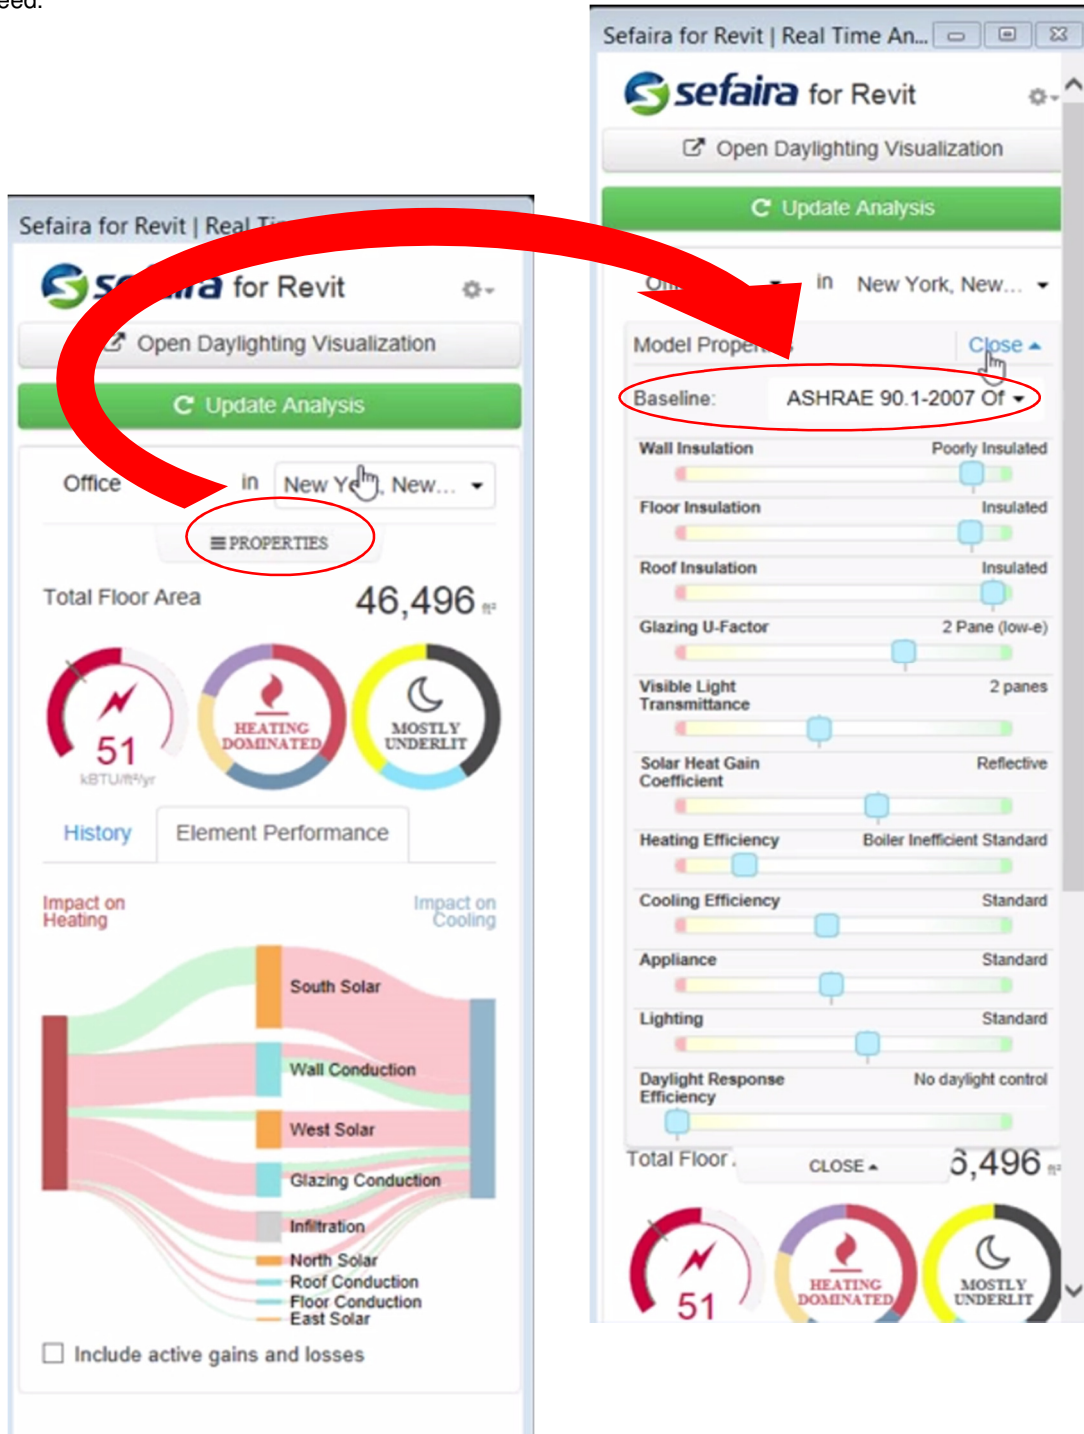 eed.
Sefaira for Revit | Real
for Revit
Open Daylighting Visualization
Update Analysis
Office in New York, New...
PROPERTIES
Total Floor Area 46,496 ft²
51
kBTU/ft²/yr
HEATING
DOMINATED
MOSTLY
UNDERLIT
History Element Performance
Impact on
Heating
Impact on
Cooling
South Solar
Wall Conduction
West Solar
Glazing Conduction
Infiltration
North Solar
Roof Conduction
Floor Conduction
East Solar
Include active gains and losses
Sefaira for Revit | Real Time An...
sefaira for Revit
Open Daylighting Visualization
Update Analysis
in New York, New...
Model Close
Baseline: ASHRAE 90.1-2007 Of
Wall Insulation Poorly Insulated
Floor Insulation Insulated
Roof Insulation Insulated
Glazing U-Factor 2 Pane (low-e)
Visible Light 2 panes
Transmittance
Solar Heat Gain Reflective
Coefficient
Heating Efficiency Boiler Inefficient Standard
Cooling Efficiency Standard
Appliance Standard
Lighting Standard
Daylight Response No daylight control
Efficiency
Total Floor CLOSE 6,496 ft²
51
HEATING
DOMINATED
MOSTLY
UNDERLIT